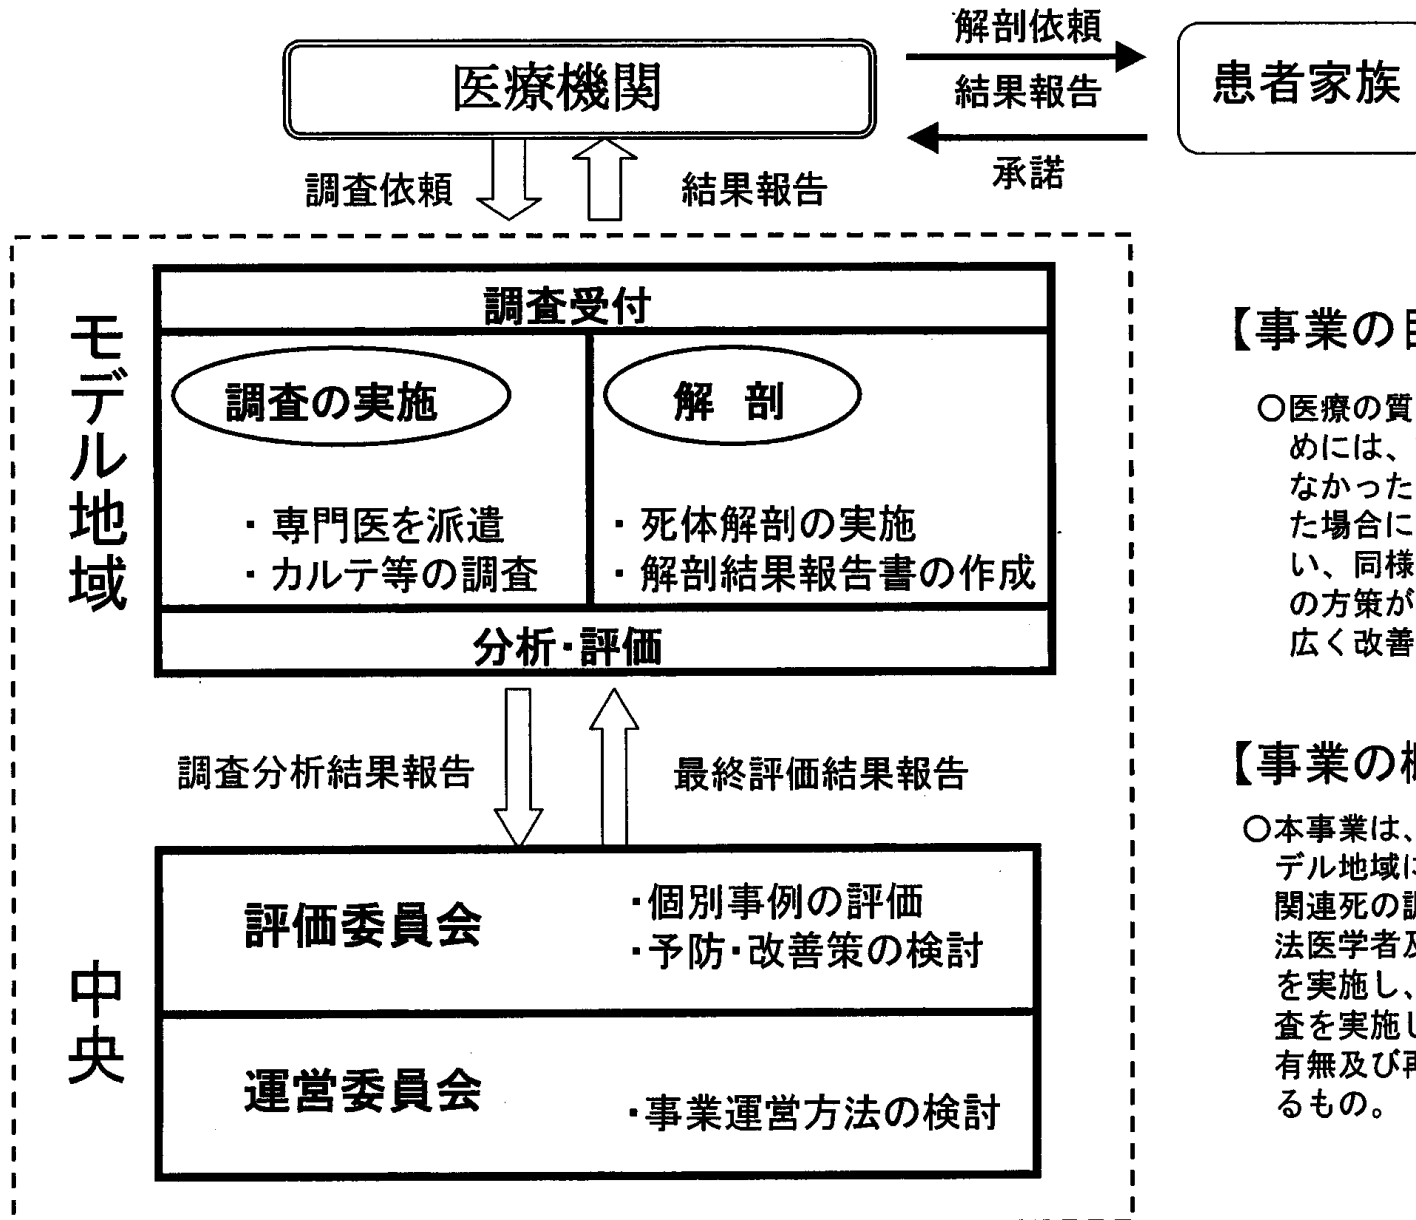 医療機関
解剖依頼
結果報告
承諾
患者家族
調査依頼
結果報告
モデル地域
調査受付
調査の実施
・専門医を派遣
・カルテ等の調査
解 剖
・死体解剖の実施
・解剖結果報告書の作成
分析・評価
調査分析結果報告
最終評価結果報告
中央
評価委員会
・個別事例の評価
・予防・改善策の検討
運営委員会
・事業運営方法の検討
【事業の
○医療の質
めには、
なかった
た場合に
い、同様
の方策が
広く改善
【事業の
○本事業は、
デル地域に
関連死の
法医学者及
を実施し、
査を実施し
有無及び再
るもの。